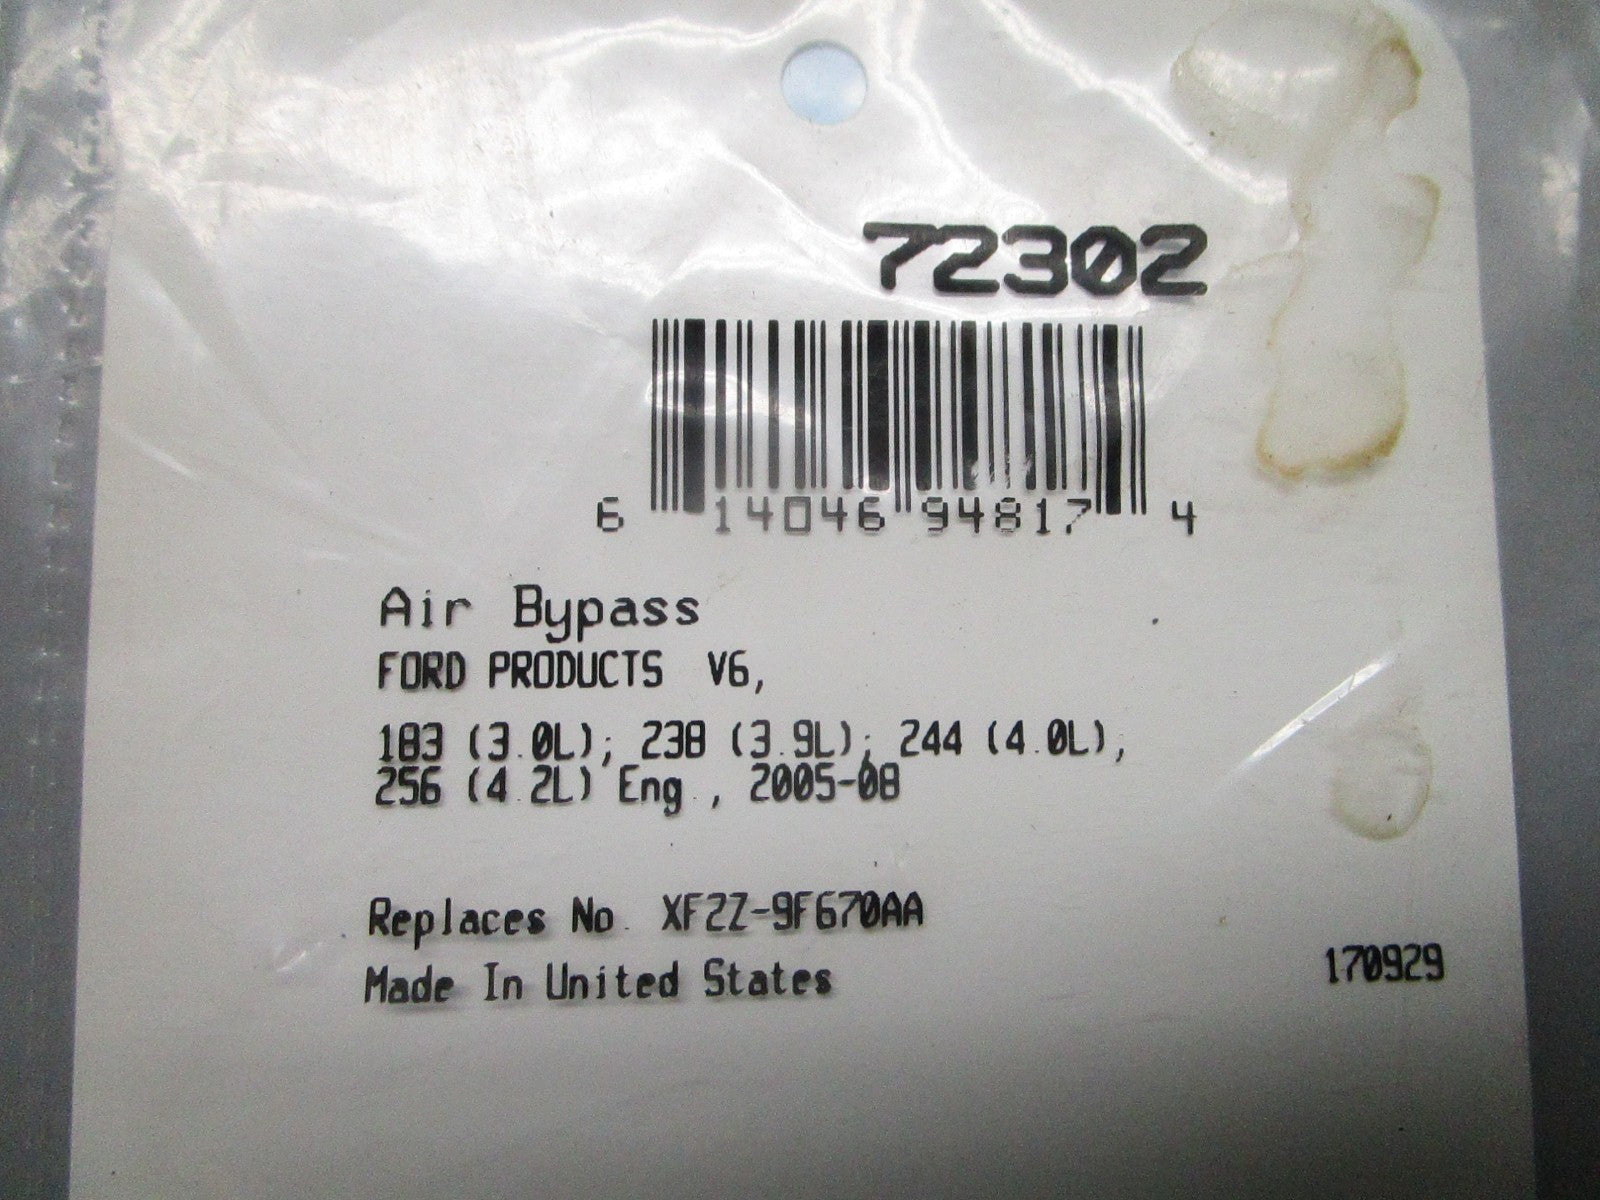 72302
6 14046 94817 4
Air Bypass
FORD PRODUCTS V6,
183 (3.0L); 238 (3.9L); 244 (4.0L),
256 (4.2L) Eng., 2005-08
Replaces No. XF2Z-9F670AA
Made In United States
170929